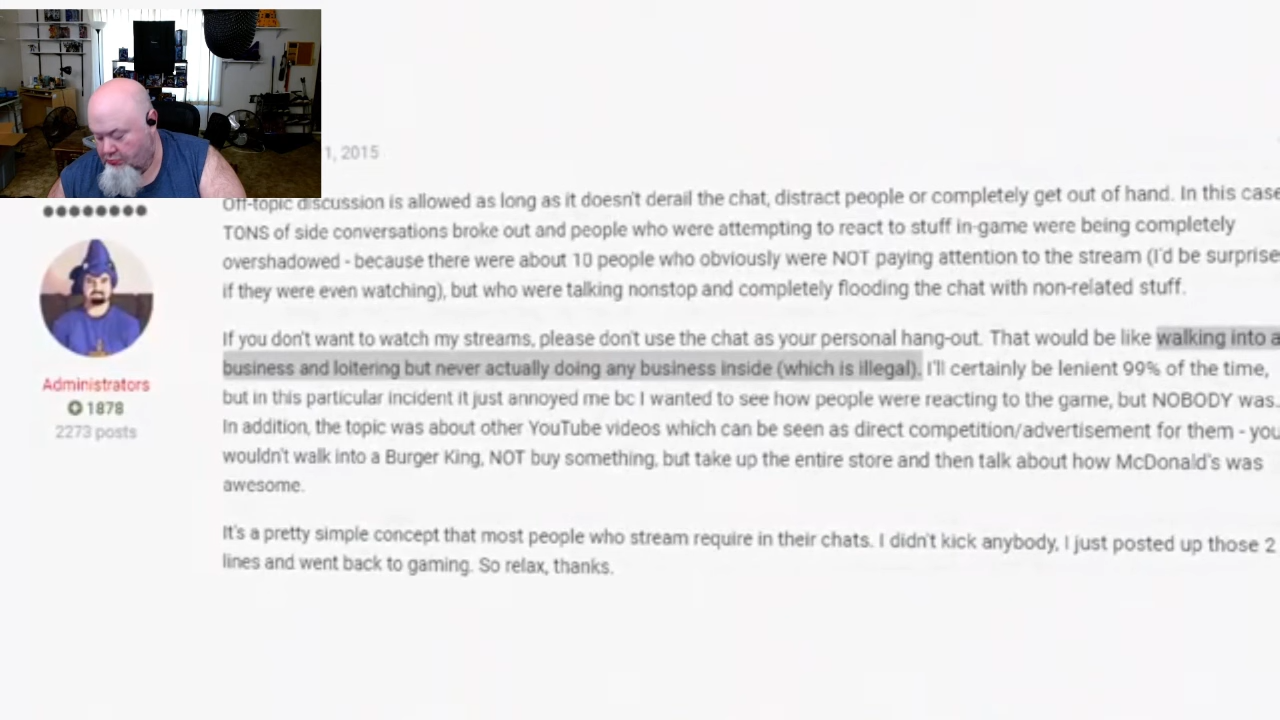 1, 2015
Off-topic discussion is allowed as long as it doesn't derail the chat, distract people or completely get out of hand. In this case
TONS of side conversations broke out and people who were attempting to react to stuff in-game were being completely
overshadowed - because there were about 10 people who obviously were NOT paying attention to the stream (I'd be surprise
if they were even watching), but who were talking nonstop and completely flooding the chat with non-related stuff.
If you don't want to watch my streams, please don't use the chat as your personal hang-out. That would be like walking into a
business and loitering but never actually doing any business inside (which is illegal). I'll certainly be lenient 99% of the time,
but in this particular incident it just annoyed me bc I wanted to see how people were reacting to the game, but NOBODY was.
In addition, the topic was about other YouTube videos which can be seen as direct competition/advertisement for them - you
wouldn't walk into a Burger King, NOT buy something, but take up the entire store and then talk about how McDonald's was
awesome.
It's a pretty simple concept that most people who stream require in their chats. I didn't kick anybody, I just posted up those 2
lines and went back to gaming. So relax, thanks.
Administrators
1878
2273 posts